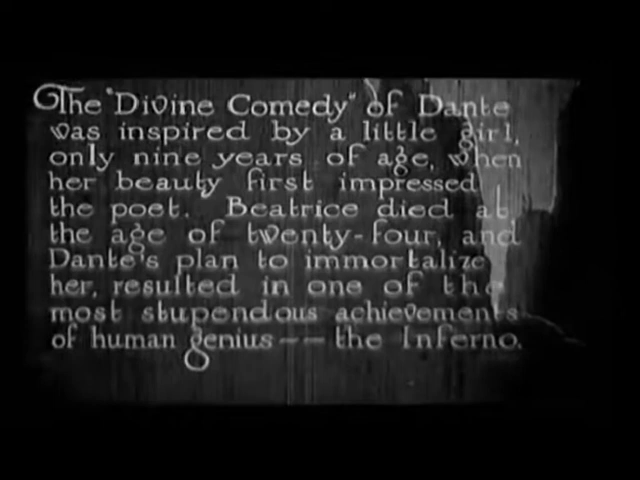 The "Divine Comedy" of Dante
was inspired by a little girl,
only nine years of age, when
her beauty first impressed
the poet. Beatrice died at
the age of twenty-four, and
Dante's plan to immortalize
her, resulted in one of the
most stupendous achievements
of human genius -- the Inferno.